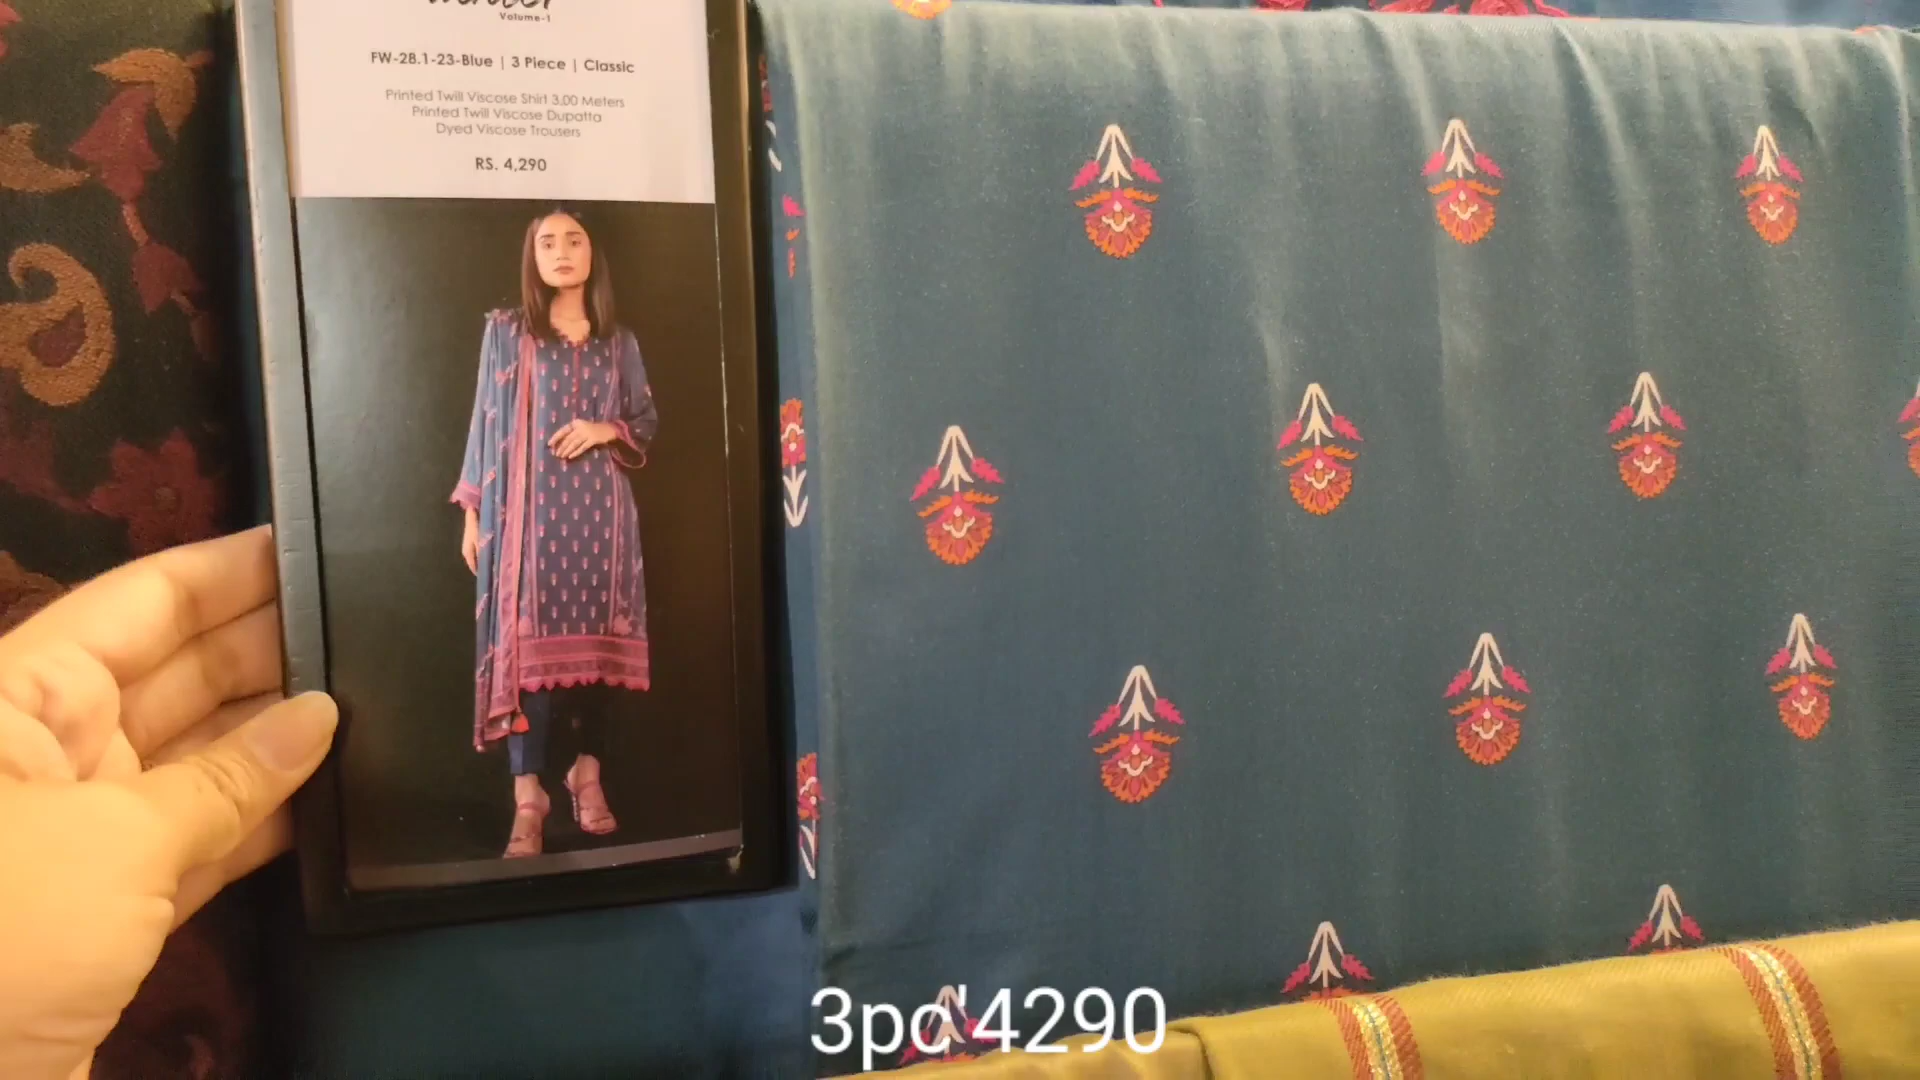 Volume-1
FW-28.1-23-Blue | 3 Piece | Classic
Printed Twill Viscose Shirt 3.00 Meters
Printed Twill Viscose Dupatta
Dyed Viscose Trousers
RS. 4,290
3pc'4290